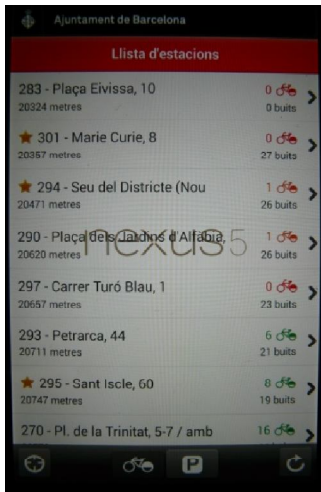 Ajuntament de Barcelona
Llista d'estacions
283 - Plaça Eivissa, 10
0
20324 metres
0 buits
301 - Marie Curie, 8
0
20357 metres
27 buits
294 - Seu del Districte (Nou
1
20471 metres
26 buits
290 - Plaça dels Jardins d'Alfàbia,
1
20620 metres
26 buits
nexus5
297 - Carrer Turó Blau, 1
0
20657 metres
23 buits
293 - Petrarca, 44
6
20711 metres
21 buits
295 - Sant Iscle, 60
8
20747 metres
19 buits
270 - Pl. de la Trinitat, 5-7 / amb
16
P